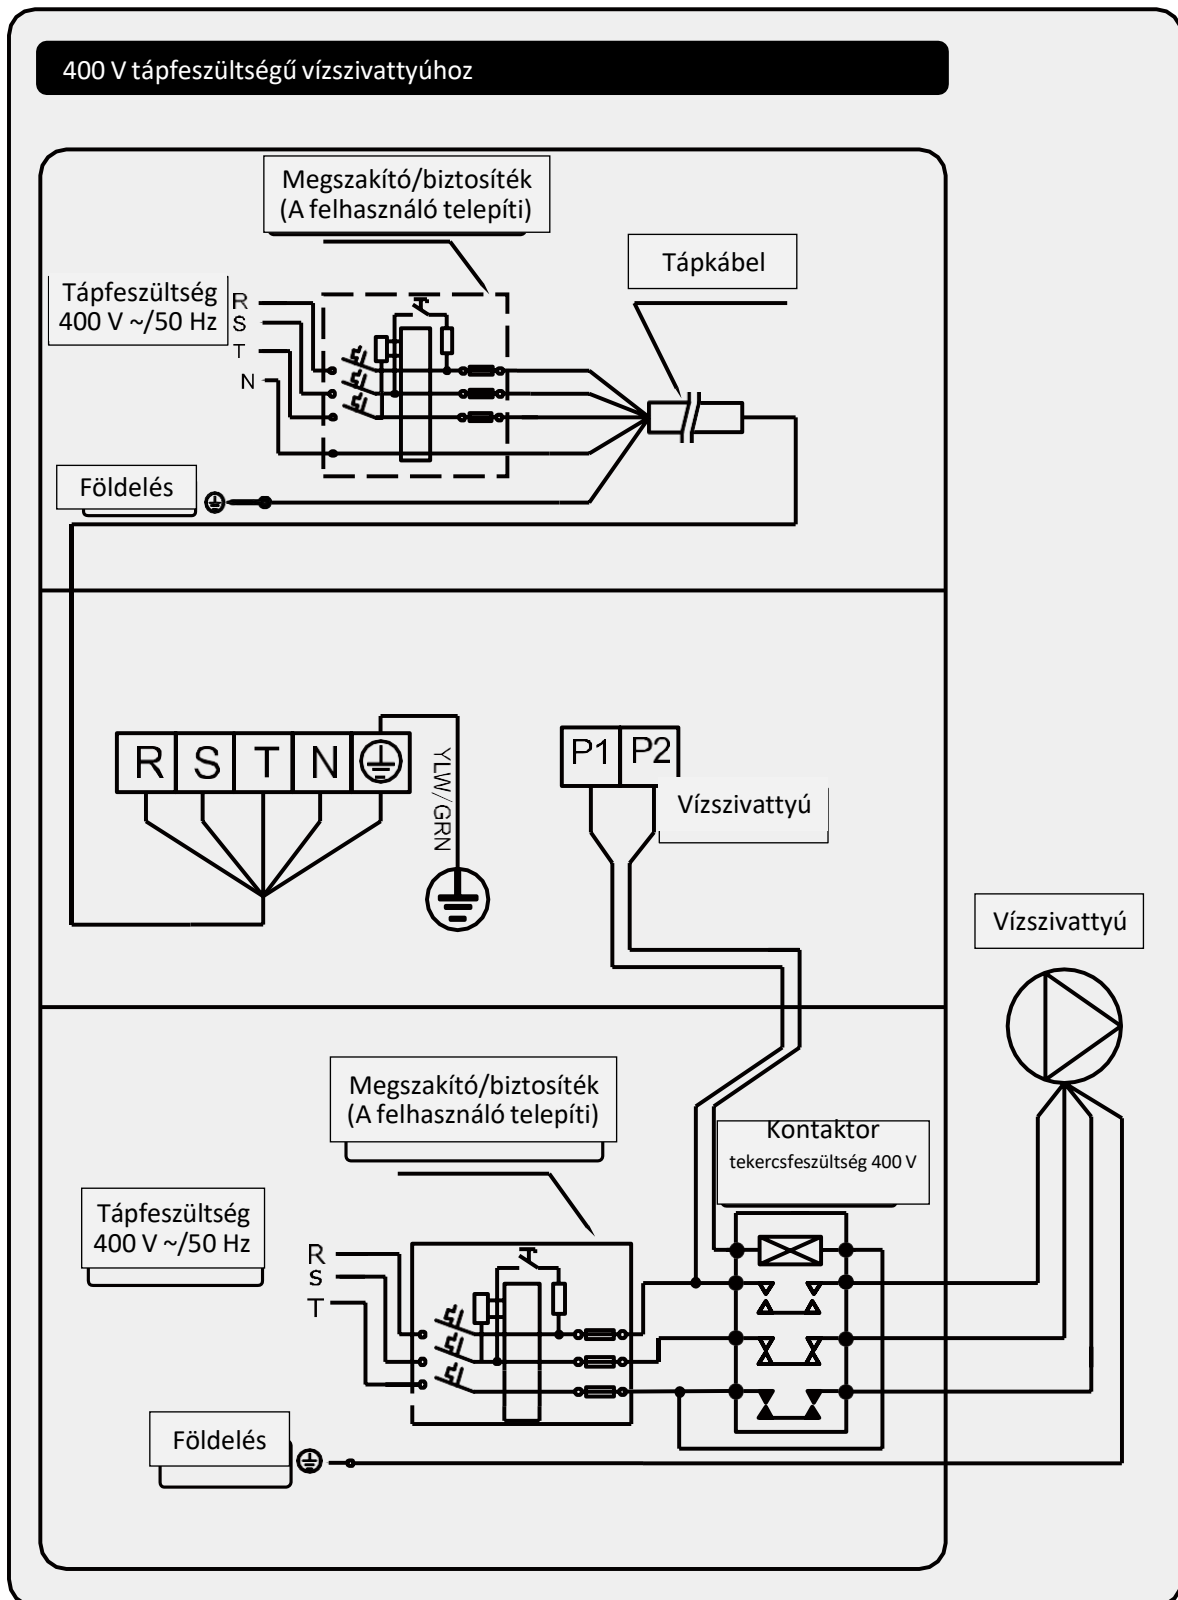 400 V tápfeszültségű vízszivattyúhoz
Megszakító/biztosíték
(A felhasználó telepíti)
Tápkábel
Tápfeszültség
400 V ~/50 Hz
R
S
T
N
Földelés
R S T N
YLW/GRN
P1 P2
Vízszivattyú
Vízszivattyú
Megszakító/biztosíték
(A felhasználó telepíti)
Kontaktor
tekercsfeszültség 400 V
Tápfeszültség
400 V ~/50 Hz
R
S
T
Földelés